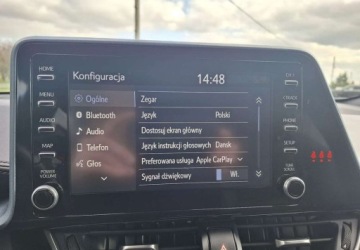 HOME
MENU
AUDIO
MAP
POWER
VOLUME
Konfiguracja
14:48
Ogólne
Bluetooth
Audio
Telefon
Głos
Zegar
Język Polski
Dostosuj ekran główny
Język instrukcji głosowych Dansk
Preferowana usługa Apple CarPlay
Sygnał dźwiękowy Wł.
TRACK
PHONE
SETUP
TUNE
SCROLL